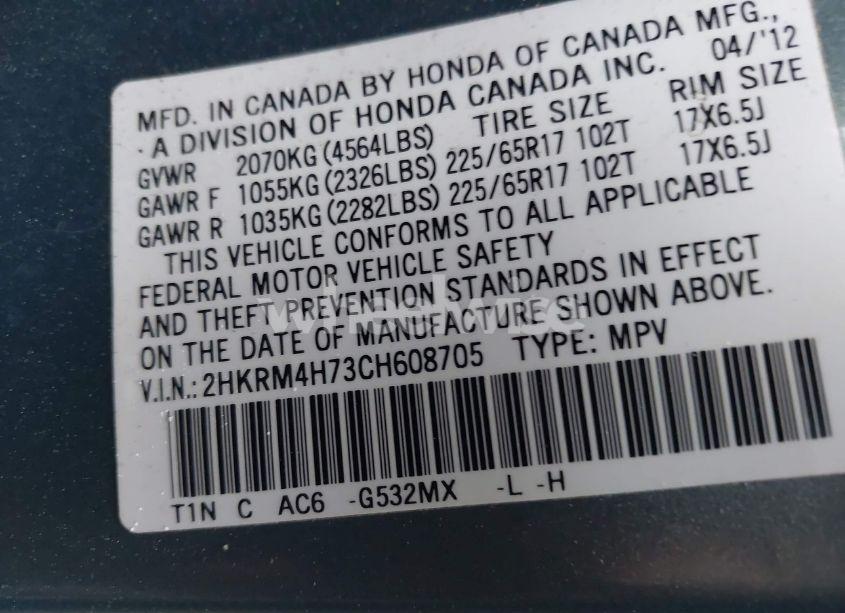 MFD. IN CANADA BY HONDA OF CANADA MFG.,
· A DIVISION OF HONDA CANADA INC. 04/'12
GVWR 2070KG (4564LBS) TIRE SIZE RIM SIZE
GAWR F 1055KG (2326LBS) 225/65R17 102T 17X6.5J
GAWR R 1035KG (2282LBS) 225/65R17 102T 17X6.5J
THIS VEHICLE CONFORMS TO ALL APPLICABLE
FEDERAL MOTOR VEHICLE SAFETY
AND THEFT PREVENTION STANDARDS IN EFFECT
ON THE DATE OF MANUFACTURE SHOWN ABOVE.
V.I.N.: 2HKRM4H73CH608705 TYPE: MPV
T1N C AC6 -G532MX -L -H